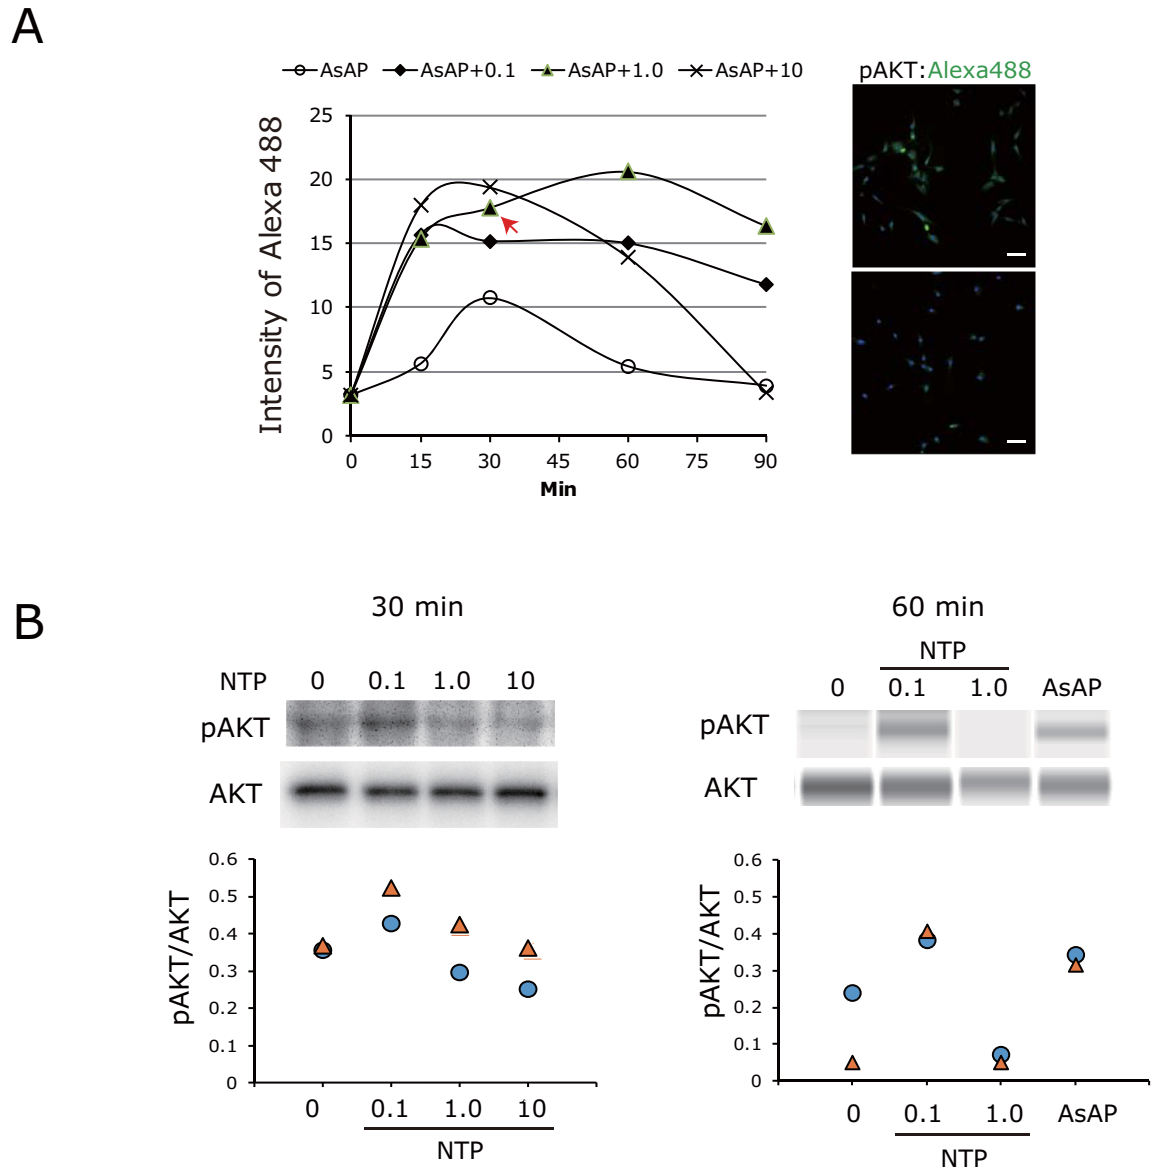 A
AsAP AsAP+0.1 AsAP+1.0 AsAP+10
pAKT:Alexa488
Intensity of Alexa 488
25
20
15
10
5
0
0 15 30 45 60 75 90
Min
B
30 min
NTP 0 0.1 1.0 10
pAKT
AKT
pAKT/AKT
0.6
0.5
0.4
0.3
0.2
0.1
0
0 0.1 1.0 10
NTP
60 min
NTP
0 0.1 1.0 AsAP
pAKT
AKT
pAKT/AKT
0.6
0.5
0.4
0.3
0.2
0.1
0
0 0.1 1.0 AsAP
NTP